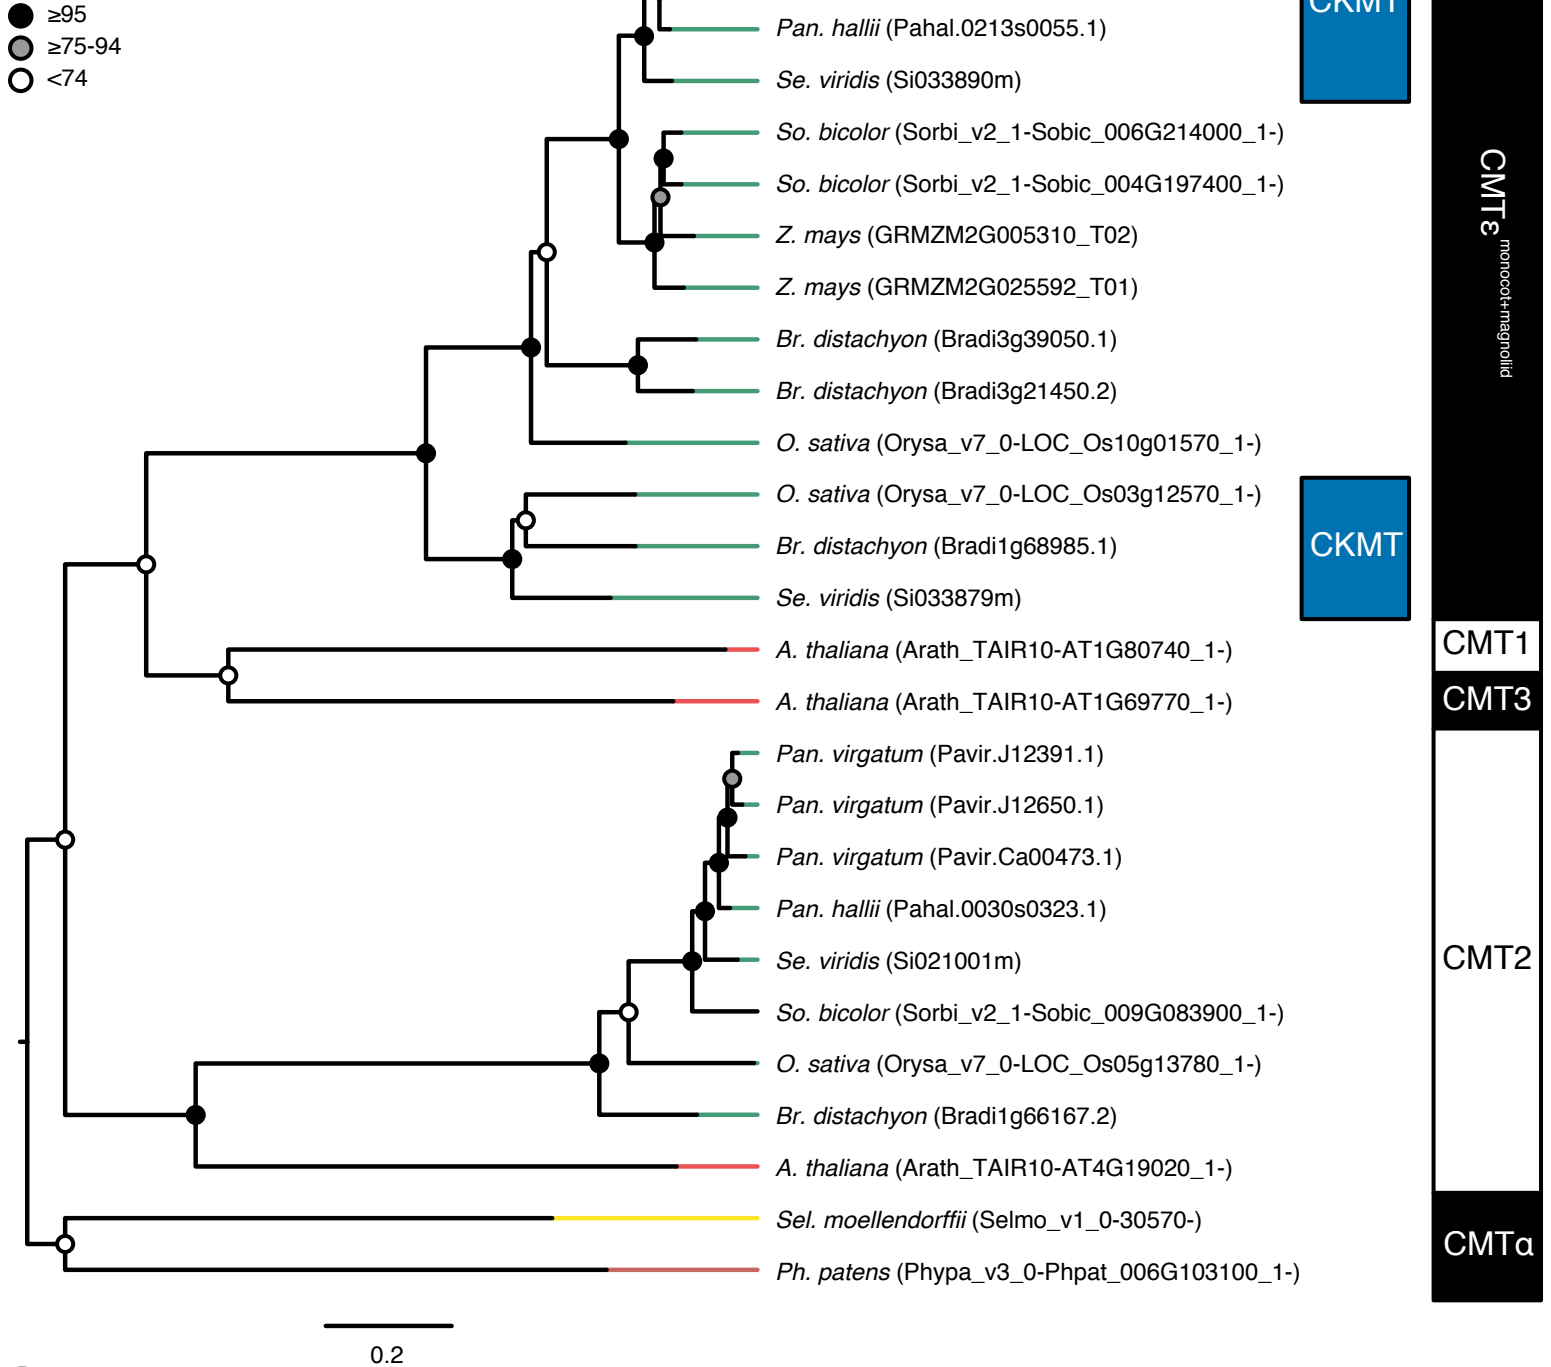 ≥95
≥75-94
<74
CKMT
Pan. hallii (Pahal.0213s0055.1)
Se. viridis (Si033890m)
So. bicolor (Sorbi_v2_1-Sobic_006G214000_1-)
So. bicolor (Sorbi_v2_1-Sobic_004G197400_1-)
Z. mays (GRMZM2G005310_T02)
Z. mays (GRMZM2G025592_T01)
Br. distachyon (Bradi3g39050.1)
Br. distachyon (Bradi3g21450.2)
O. sativa (Orysa_v7_0-LOC_Os10g01570_1-)
O. sativa (Orysa_v7_0-LOC_Os03g12570_1-)
Br. distachyon (Bradi1g68985.1)
Se. viridis (Si033879m)
CKMT
CMTε monocot+magnoliid
A. thaliana (Arath_TAIR10-AT1G80740_1-)
CMT1
A. thaliana (Arath_TAIR10-AT1G69770_1-)
CMT3
Pan. virgatum (Pavir.J12391.1)
Pan. virgatum (Pavir.J12650.1)
Pan. virgatum (Pavir.Ca00473.1)
Pan. hallii (Pahal.0030s0323.1)
Se. viridis (Si021001m)
CMT2
So. bicolor (Sorbi_v2_1-Sobic_009G083900_1-)
O. sativa (Orysa_v7_0-LOC_Os05g13780_1-)
Br. distachyon (Bradi1g66167.2)
A. thaliana (Arath_TAIR10-AT4G19020_1-)
Sel. moellendorffii (Selmo_v1_0-30570-)
CMTα
Ph. patens (Phypa_v3_0-Phpat_006G103100_1-)
0.2